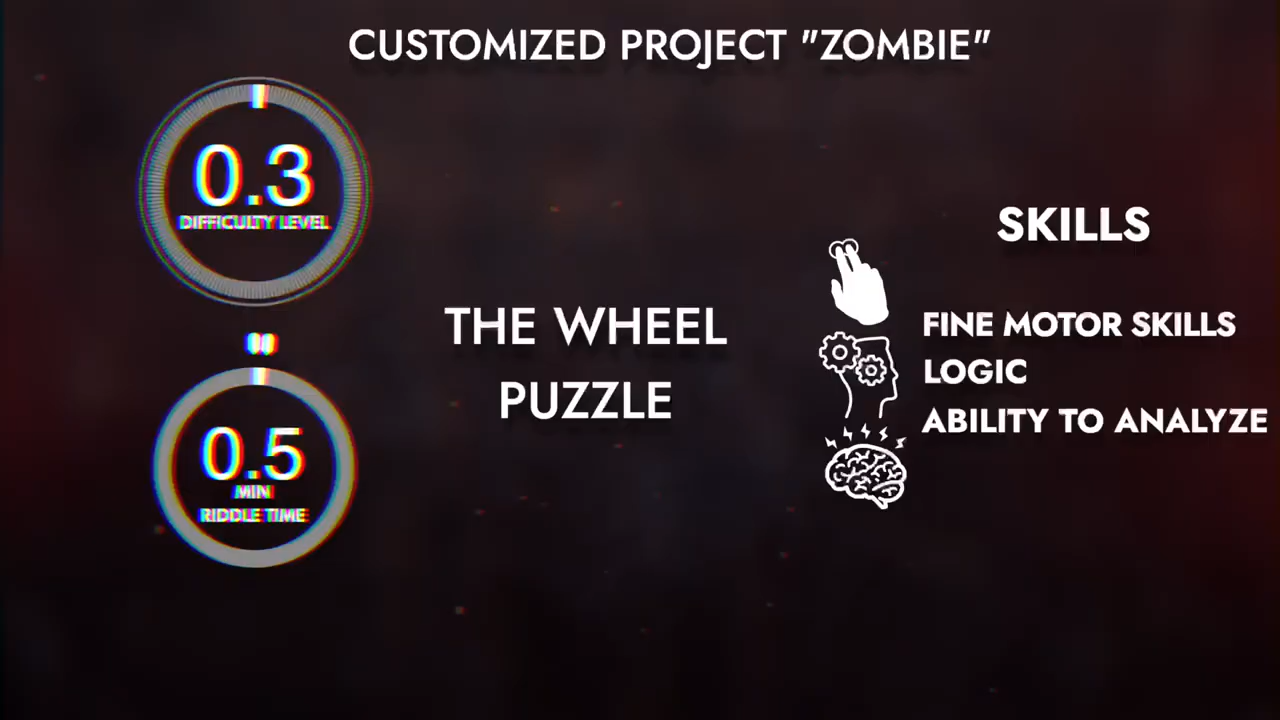 CUSTOMIZED PROJECT "ZOMBIE"
0.3
DIFFICULTY LEVEL
0.5
MIN
RIDDLE TIME
THE WHEEL
PUZZLE
SKILLS
FINE MOTOR SKILLS
LOGIC
ABILITY TO ANALYZE